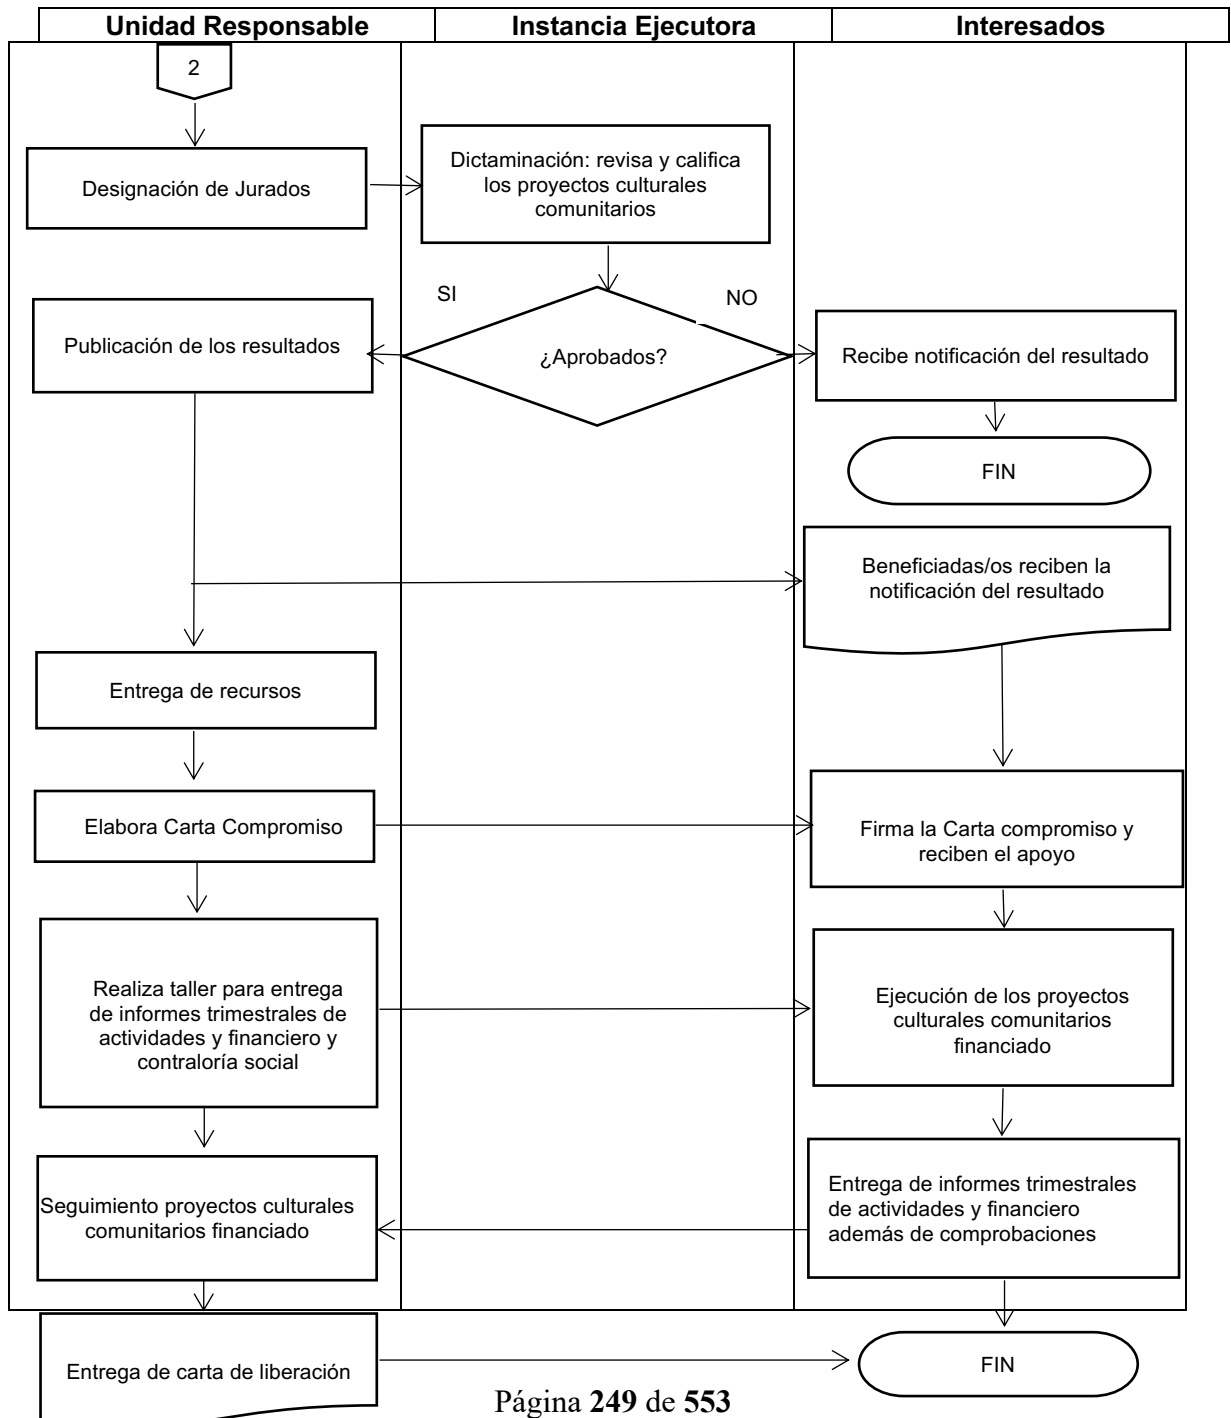 Unidad Responsable
Instancia Ejecutora
Interesados
2
Designación de Jurados
Dictaminación: revisa y califica
los proyectos culturales
comunitarios
SI
NO
Publicación de los resultados
¿Aprobados?
Recibe notificación del resultado
FIN
Beneficiadas/os reciben la
notificación del resultado
Entrega de recursos
Elabora Carta Compromiso
Firma la Carta compromiso y
reciben el apoyo
Realiza taller para entrega
de informes trimestrales de
actividades y financiero y
contraloría social
Ejecución de los proyectos
culturales comunitarios
financiado
Seguimiento proyectos culturales
comunitarios financiado
Entrega de informes trimestrales
de actividades y financiero
además de comprobaciones
Entrega de carta de liberación
FIN
Página 249 de 553